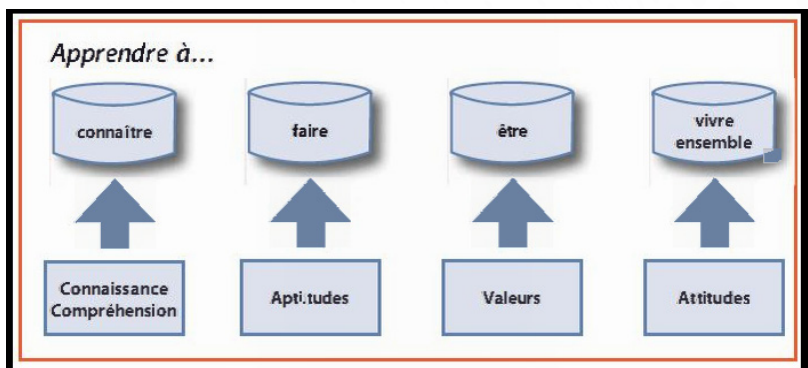 Apprendre à...
connaître
faire
être
vivre
ensemble
Connaissance
Compréhension
Apti.tudes
Valeurs
Attitudes